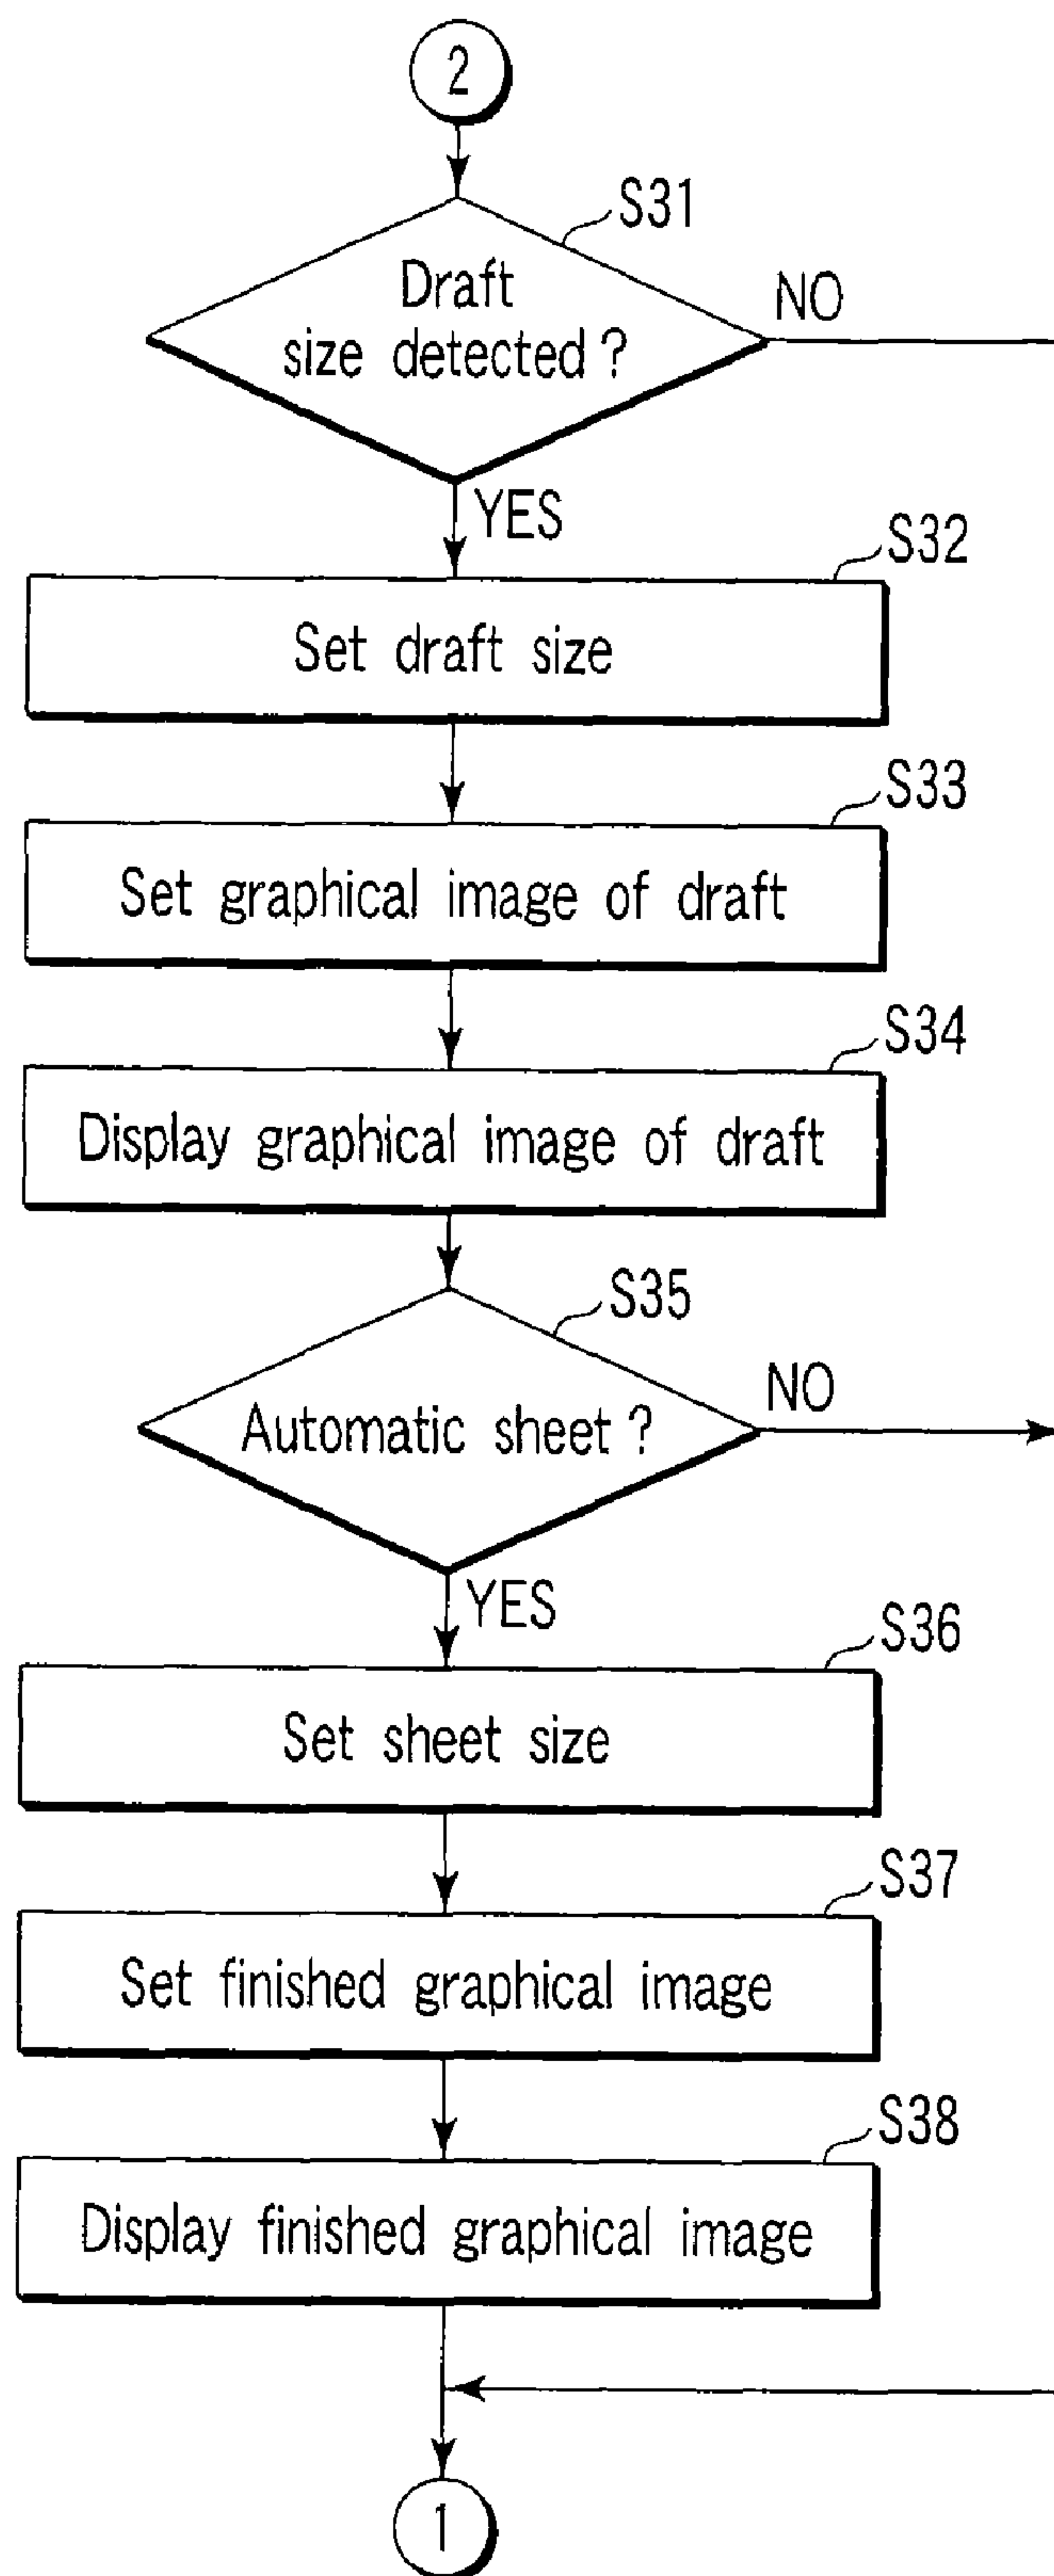 2
S31
Draft
size detected ?
NO
YES
S32
Set draft size
S33
Set graphical image of draft
S34
Display graphical image of draft
S35
Automatic sheet ?
NO
YES
S36
Set sheet size
S37
Set finished graphical image
S38
Display finished graphical image
1